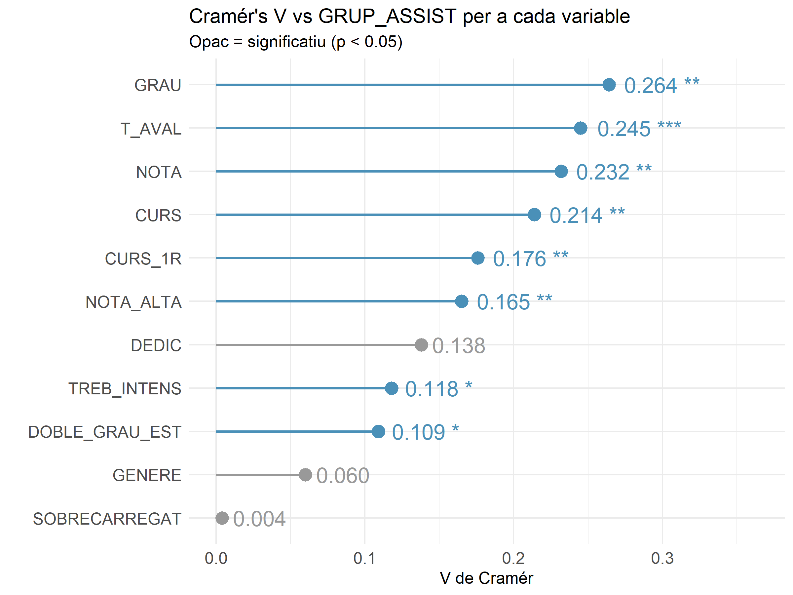 Cramér's V vs GRUP_ASSIST per a cada variable
Opac = significatiu (p < 0.05)
GRAU 0.264 **
T_AVAL 0.245 ***
NOTA 0.232 **
CURS 0.214 **
CURS_1R 0.176 **
NOTA_ALTA 0.165 **
DEDIC 0.138
TREB_INTENS 0.118 *
DOBLE_GRAU_EST 0.109 *
GENERE 0.060
SOBRECARREGAT 0.004
0.0 0.1 0.2 0.3
V de Cramér